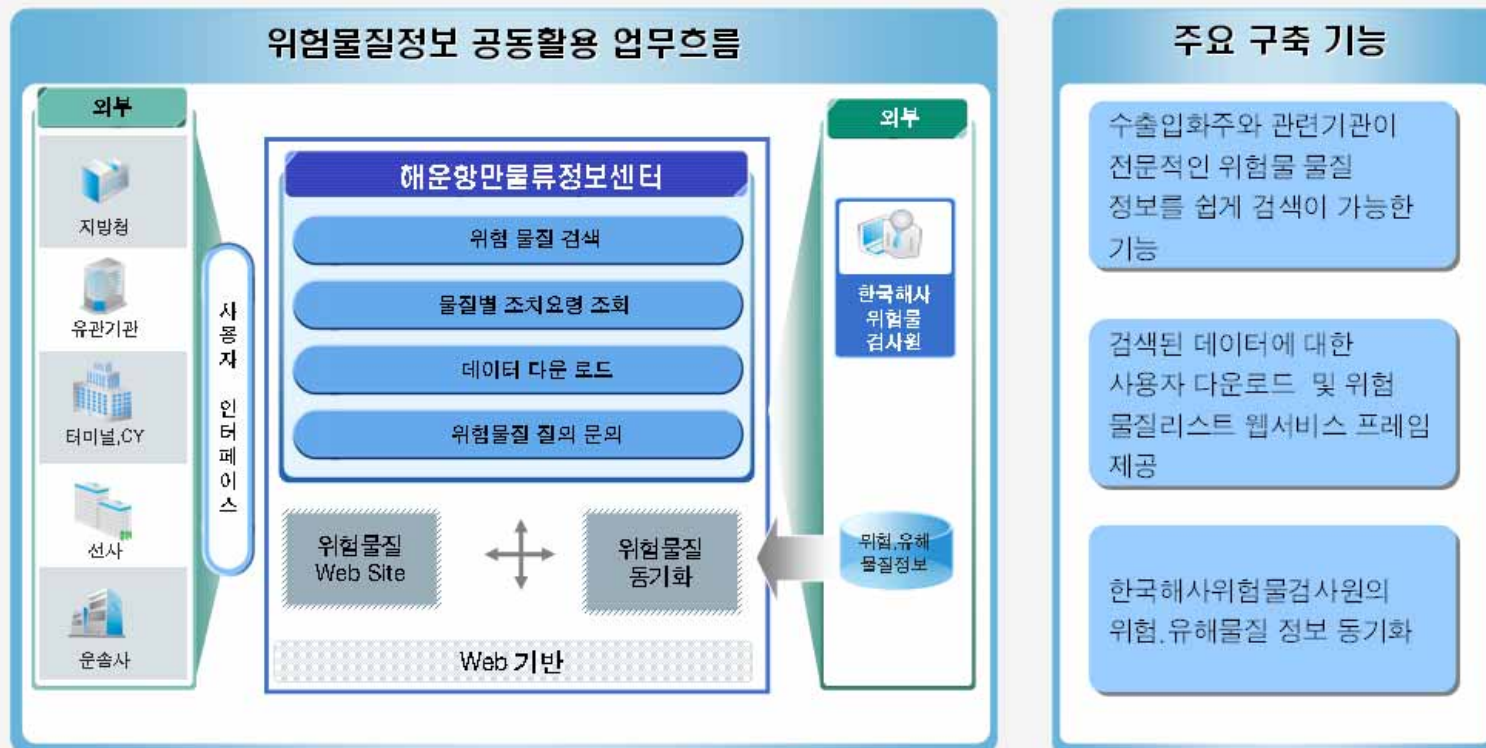 위험물질정보 공동활용 업무흐름
외부
지방청
유관기관
터미널,CY
선사
운송사
사용자 인터페이스
해운항만물류정보센터
위험 물질 검색
물질별 조치요령 조회
데이터 다운 로드
위험물질 질의 문의
위험물질
Web Site
위험물질
동기화
Web 기반
외부
한국해사
위험물
검사원
위험,유해
물질정보
주요 구축 기능
수출입화주와 관련기관이
전문적인 위험물 물질
정보를 쉽게 검색이 가능한
기능
검색된 데이터에 대한
사용자 다운로드 및 위험
물질리스트 웹서비스 프레임
제공
한국해사위험물검사원의
위험,유해물질 정보 동기화